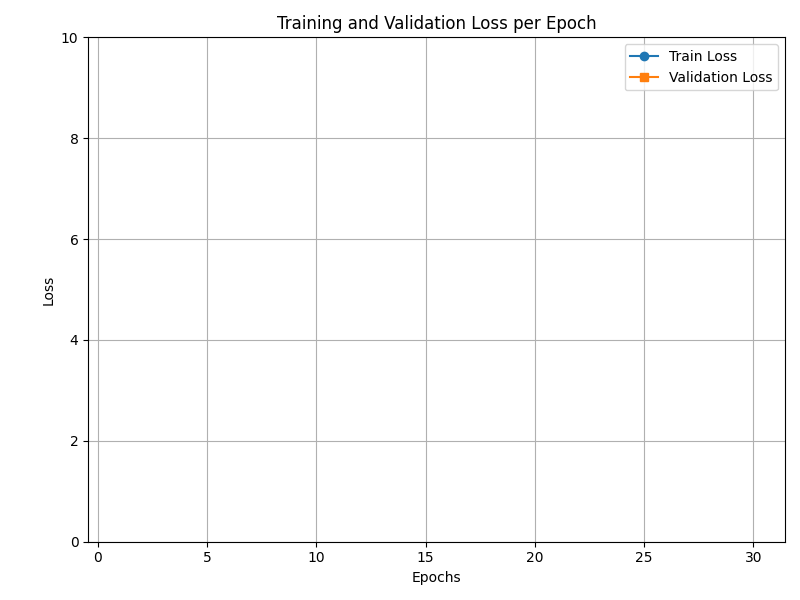 Training and Validation Loss per Epoch
10
Train Loss
Validation Loss
8
6
Loss
4
2
0
0 5 10 15 20 25 30
Epochs